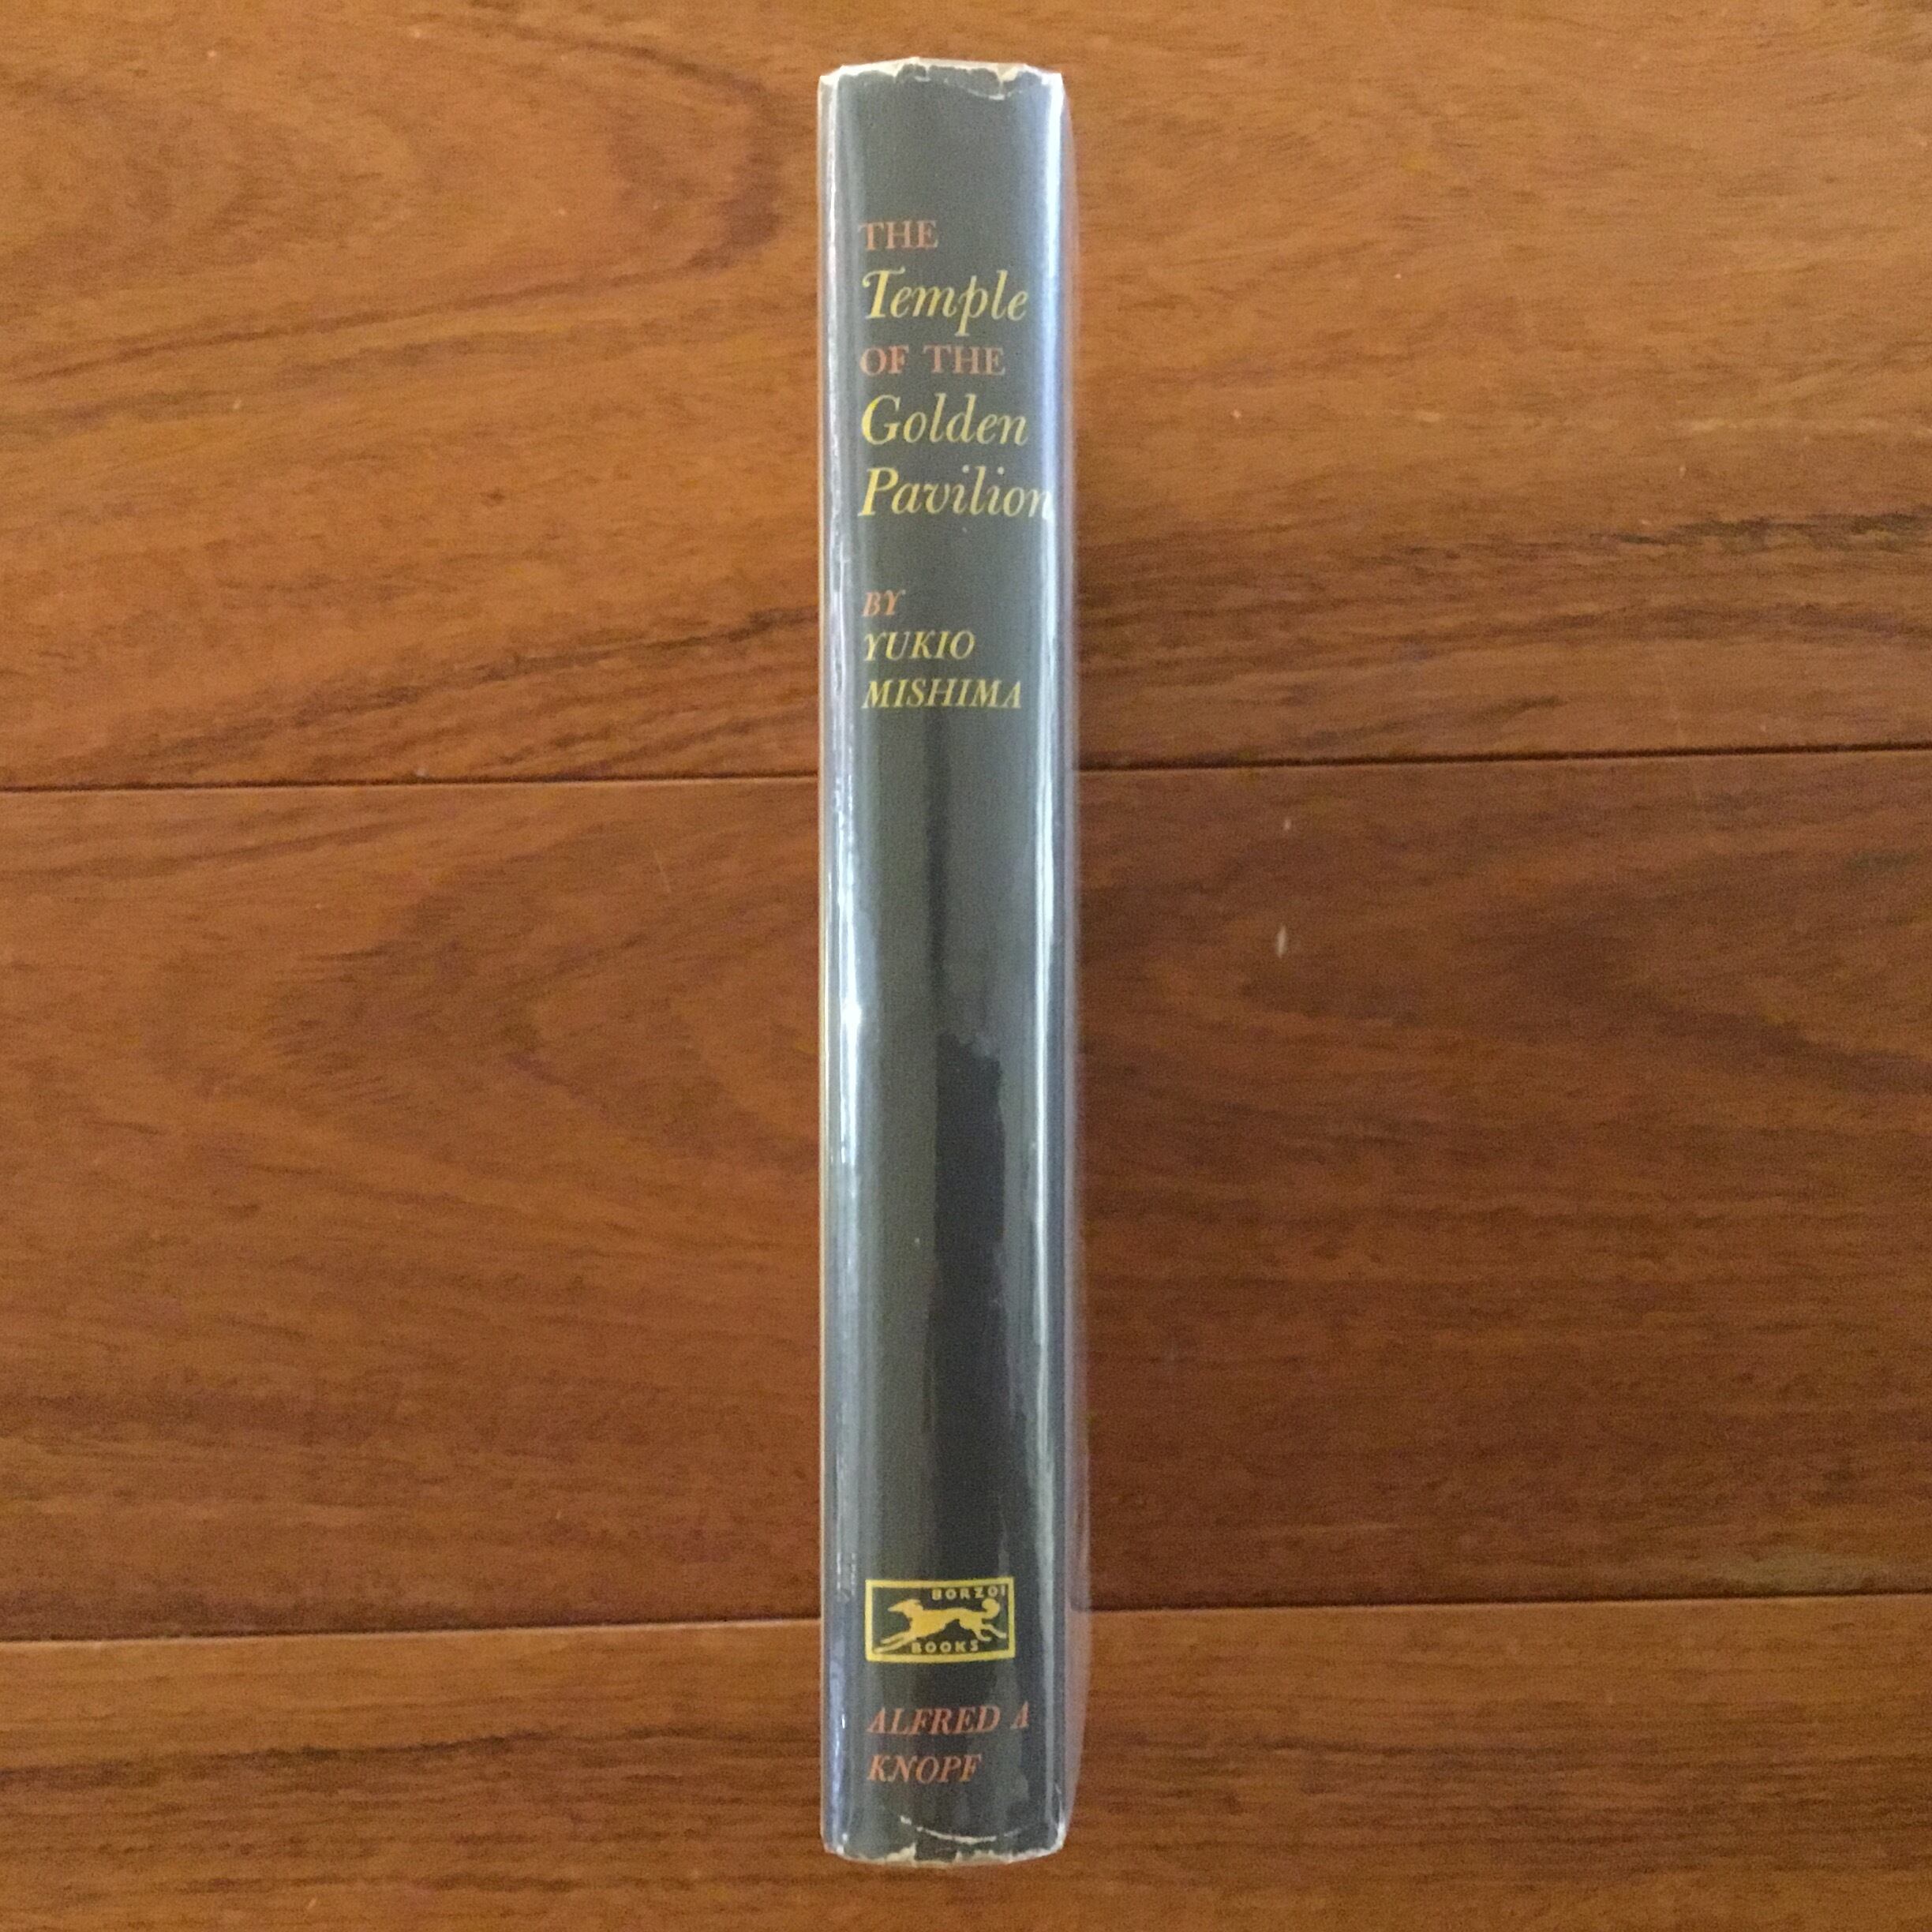 THE
Temple
OF THE
Golden
Pavilion
BY
YUKIO
MISHIMA
BORZOI
BOOKS
ALFRED A
KNOPF